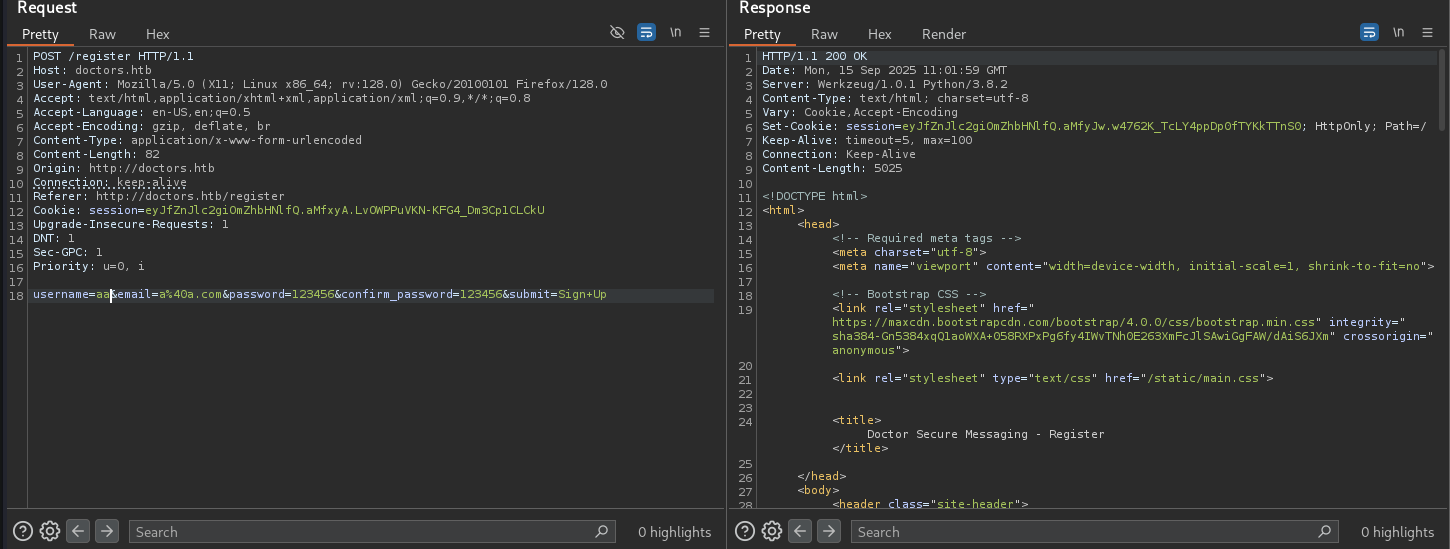 Request
Pretty Raw Hex \n
1 POST /register HTTP/1.1
2 Host: doctors.htb
3 User-Agent: Mozilla/5.0 (X11; Linux x86_64; rv:128.0) Gecko/20100101 Firefox/128.0
4 Accept: text/html,application/xhtml+xml,application/xml;q=0.9,*/*;q=0.8
5 Accept-Language: en-US,en;q=0.5
6 Accept-Encoding: gzip, deflate, br
7 Content-Type: application/x-www-form-urlencoded
8 Content-Length: 82
9 Origin: http://doctors.htb
10 Connection: keep-alive
11 Referer: http://doctors.htb/register
12 Cookie: session=eyJfZnJlc2giOmZhbHNlfQ.aMfxyA.LvOWPPuVKN-KFG4_Dm3Cp1CLCkU
13 Upgrade-Insecure-Requests: 1
14 DNT: 1
15 Sec-GPC: 1
16 Priority: u=0, i
17
18 username=aa&email=a%40a.com&password=123456&confirm_password=123456&submit=Sign+Up
Search
0 highlights
Response
Pretty Raw Hex Render \n
1 HTTP/1.1 200 OK
2 Date: Mon, 15 Sep 2025 11:01:59 GMT
3 Server: Werkzeug/1.0.1 Python/3.8.2
4 Content-Type: text/html; charset=utf-8
5 Vary: Cookie,Accept-Encoding
6 Set-Cookie: session=eyJfZnJlc2giOmZhbHNlfQ.aMfyJw.w4762K_TcLY4ppDp0fTYKkTTnS0; HttpOnly; Path=/
7 Keep-Alive: timeout=5, max=100
8 Connection: Keep-Alive
9 Content-Length: 5025
10
11 <!DOCTYPE html>
12 <html>
13 <head>
14 <!-- Required meta tags -->
15 <meta charset="utf-8">
16 <meta name="viewport" content="width=device-width, initial-scale=1, shrink-to-fit=no">
17
18 <!-- Bootstrap CSS -->
19 <link rel="stylesheet" href="
https://maxcdn.bootstrapcdn.com/bootstrap/4.0.0/css/bootstrap.min.css" integrity="
sha384-Gn5384xqQ1aoWXA+058RXPxPg6fy4IWvTNh0E263XmFcJlSAwiGgFAW/dAiS6JXm" crossorigin="
anonymous">
20
21 <link rel="stylesheet" type="text/css" href="/static/main.css">
22
23
24 <title>
Doctor Secure Messaging - Register
</title>
25
26 </head>
27 <body>
28 <header class="site-header">
Search
0 highlights